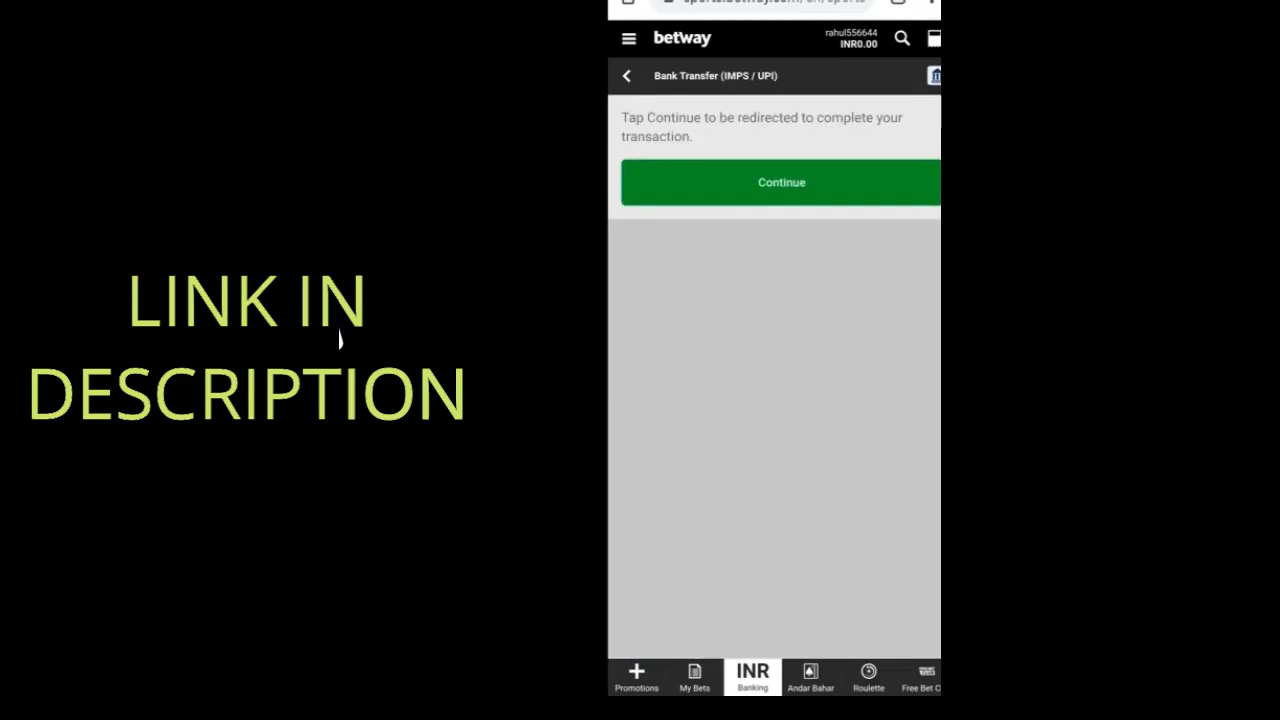 LINK IN
DESCRIPTION
betway
rahul556644
INR0.00
Bank Transfer (IMPS / UPI)
Tap Continue to be redirected to complete your
transaction.
Continue
Promotions
My Bets
INR
Banking
Andar Bahar
Roulette
Free Bet